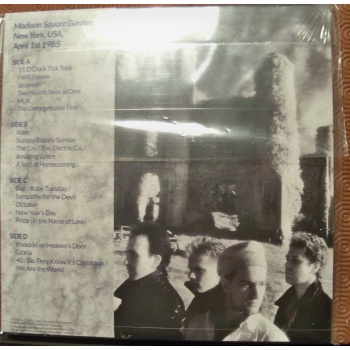 Madison Square Garden,
New York, USA,
April 1st 1985
SIDE A
11 O'Clock Tick Tock
I Will Follow
Seconds
Two Hearts Beat as One
MLK
The Unforgettable Fire
SIDE B
Wire
Sunday Bloody Sunday
The Cry / The Electric Co. /
Amazing Grace
A Sort of Homecoming
SIDE C
Bad / Ruby Tuesday /
Sympathy for the Devil
October
New Year's Day
Pride (in the Name of Love)
SIDE D
Knockin' on Heaven's Door
Gloria
40 / Do They Know It's Christmas /
We Are the World